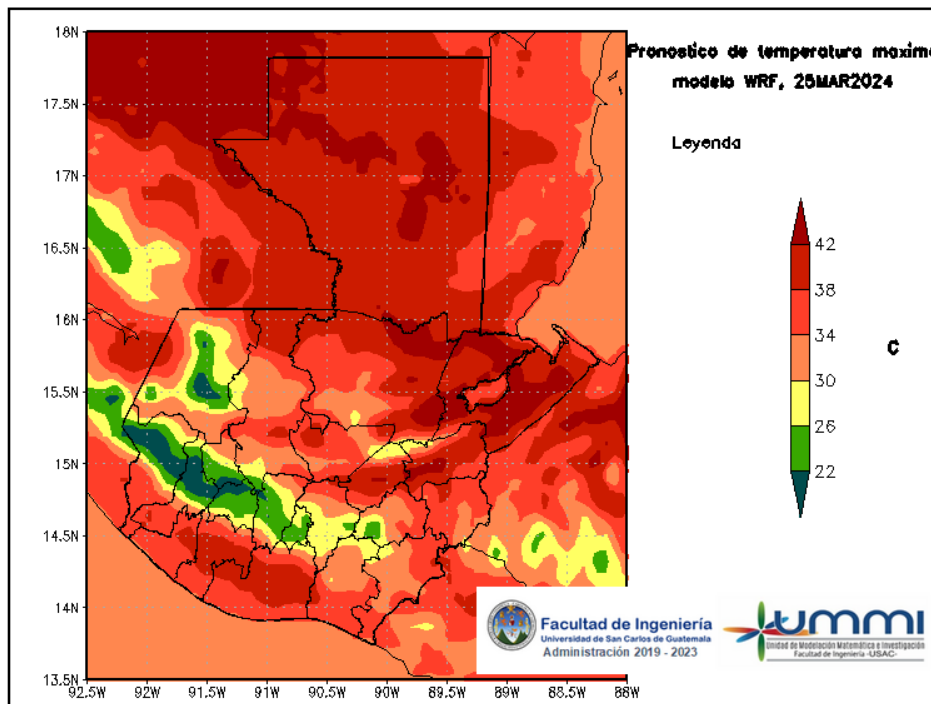 Pronostico de temperatura maxima
modelo WRF, 25MAR2024
Leyenda
18N
17.5N
17N
16.5N
16N
15.5N
15N
14.5N
14N
13.5N
92.5W
92W
91.5W
91W
90.5W
90W
89.5W
89W
88.5W
88W
42
38
34
30
26
22
C
Facultad de Ingeniería
Universidad de San Carlos de Guatemala
Administración 2019 - 2023
ummi
Unidad de Modelación Matemática e Investigación
Facultad de Ingeniería -USAC-